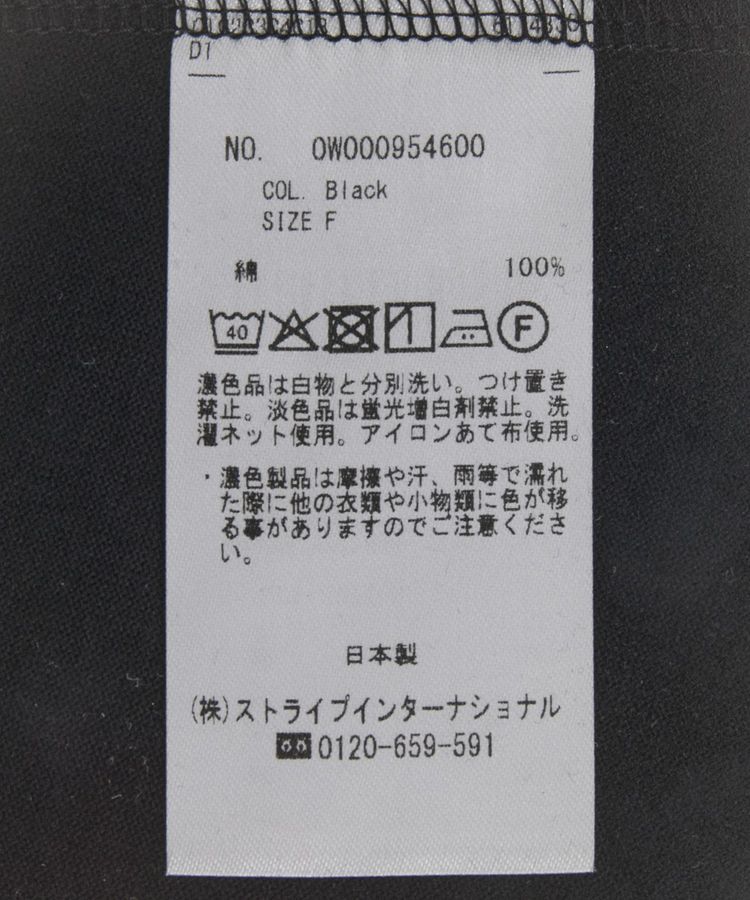 D1
NO. 0W000954600
COL. Black
SIZE F
綿 100%
40
F
濃色品は白物と分別洗い。つけ置き
禁止。淡色品は蛍光増白剤禁止。洗
濯ネット使用。アイロンあて布使用。
・濃色製品は摩擦や汗、雨等で濡れ
た際に他の衣類や小物類に色が移
る事がありますのでご注意くださ
い。
日本製
(株)ストライプインターナショナル
0120-659-591